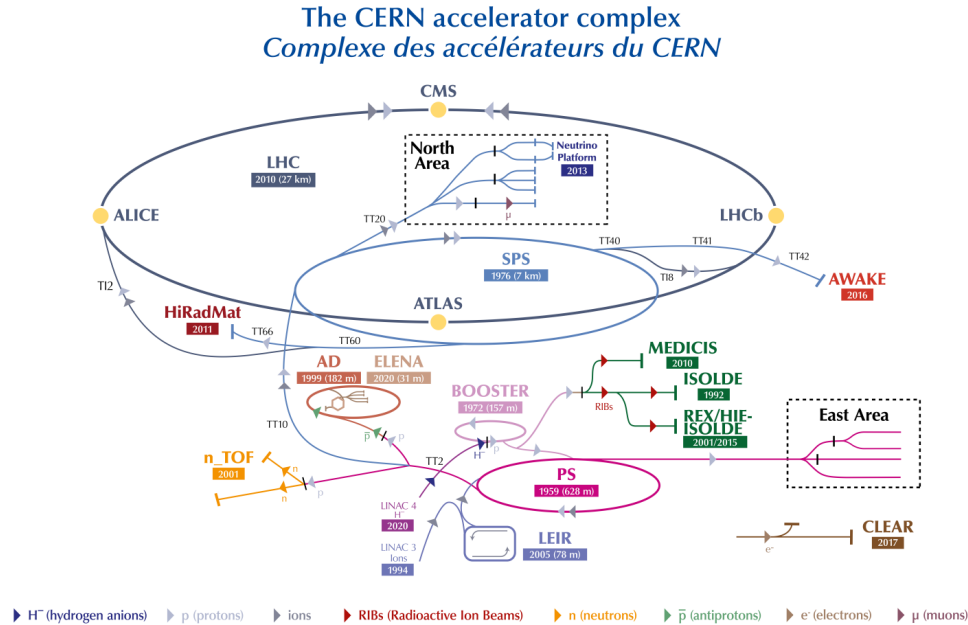 The CERN accelerator complex
Complexe des accélérateurs du CERN
CMS
North
Area
Neutrino
Platform
2013
LHC
2010 (27 km)
μ
ALICE
LHCb
TT20
TT40
TT41
TT42
SPS
1976 (7 km)
TI8
TI2
AWAKE
2016
HiRadMat
2011
ATLAS
TT66
TT60
MEDICIS
2010
AD
1999 (182 m)
ELENA
2020 (31 m)
ISOLDE
1992
BOOSTER
1972 (157 m)
RIBs
REX/HIE-
ISOLDE
2001/2015
East Area
TT10
p̅
p
H⁻
p
TT2
n_TOF
2001
n
n
p
PS
1959 (628 m)
LINAC 4
H⁻
2020
LINAC 3
Ions
1994
LEIR
2005 (78 m)
CLEAR
2017
e⁻
H⁻ (hydrogen anions)
p (protons)
ions
RIBs (Radioactive Ion Beams)
n (neutrons)
p̅ (antiprotons)
e⁻ (electrons)
μ (muons)